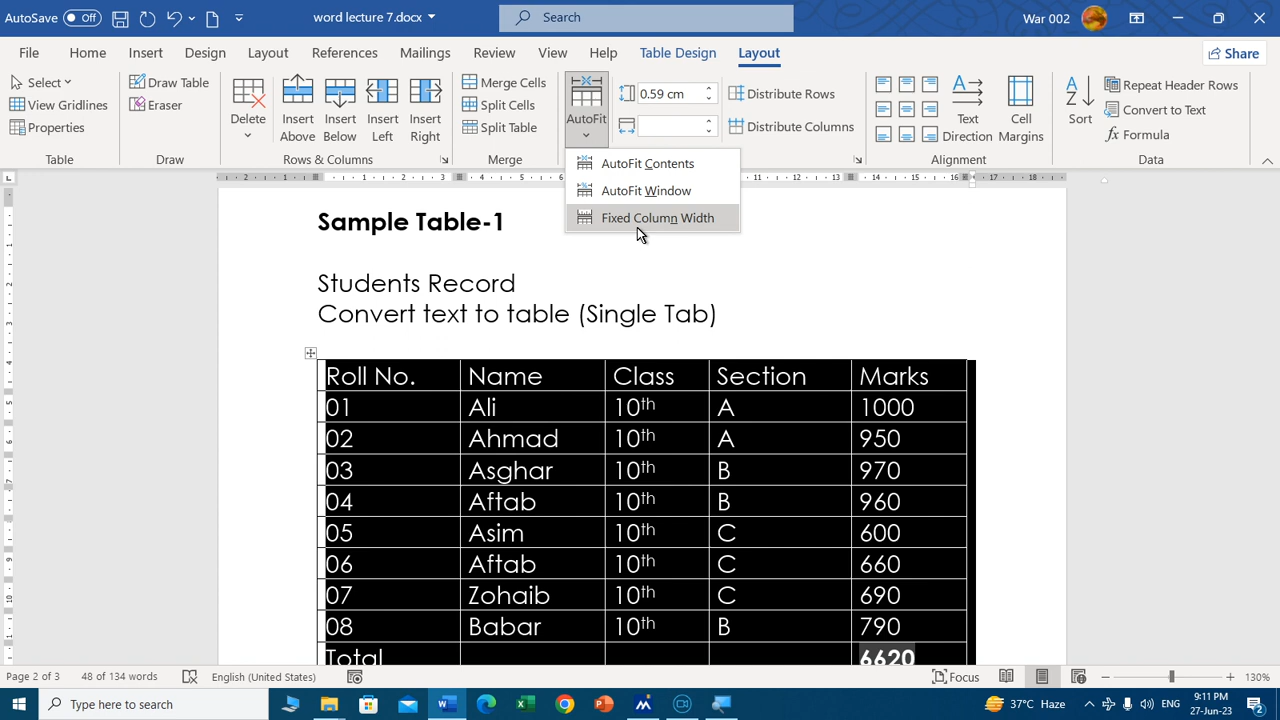 AutoSave Off word lecture 7.docx Search War 002
File Home Insert Design Layout References Mailings Review View Help Table Design Layout Share
Select View Gridlines Properties Table
Draw Table Eraser Draw
Delete Insert Above Insert Below Insert Left Insert Right Rows & Columns
Merge Cells Split Cells Split Table Merge
AutoFit 0.59 cm Distribute Rows Distribute Columns
Text Direction Cell Margins Alignment
Sort Repeat Header Rows Convert to Text Formula Data
AutoFit Contents
AutoFit Window
Fixed Column Width
Sample Table-1
Students Record
Convert text to table (Single Tab)
Roll No. Name Class Section Marks
01 Ali 10th A 1000
02 Ahmad 10th A 950
03 Asghar 10th B 970
04 Aftab 10th B 960
05 Asim 10th C 600
06 Aftab 10th C 660
07 Zohaib 10th C 690
08 Babar 10th B 790
Total 6620
Page 2 of 3 48 of 134 words English (United States) Focus 130%
Type here to search 37°C Haze ENG 9:11 PM 27-Jun-23